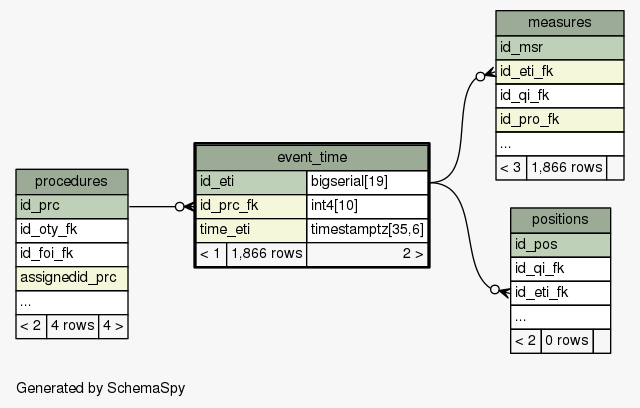 measures
id_msr
id_eti_fk
id_qi_fk
id_pro_fk
...
< 3 1,866 rows
event_time
id_eti bigserial[19]
id_prc_fk int4[10]
time_eti timestamptz[35,6]
< 1 1,866 rows 2 >
procedures
id_prc
id_oty_fk
id_foi_fk
assignedid_prc
...
< 2 4 rows 4 >
positions
id_pos
id_qi_fk
id_eti_fk
...
< 2 0 rows
Generated by SchemaSpy